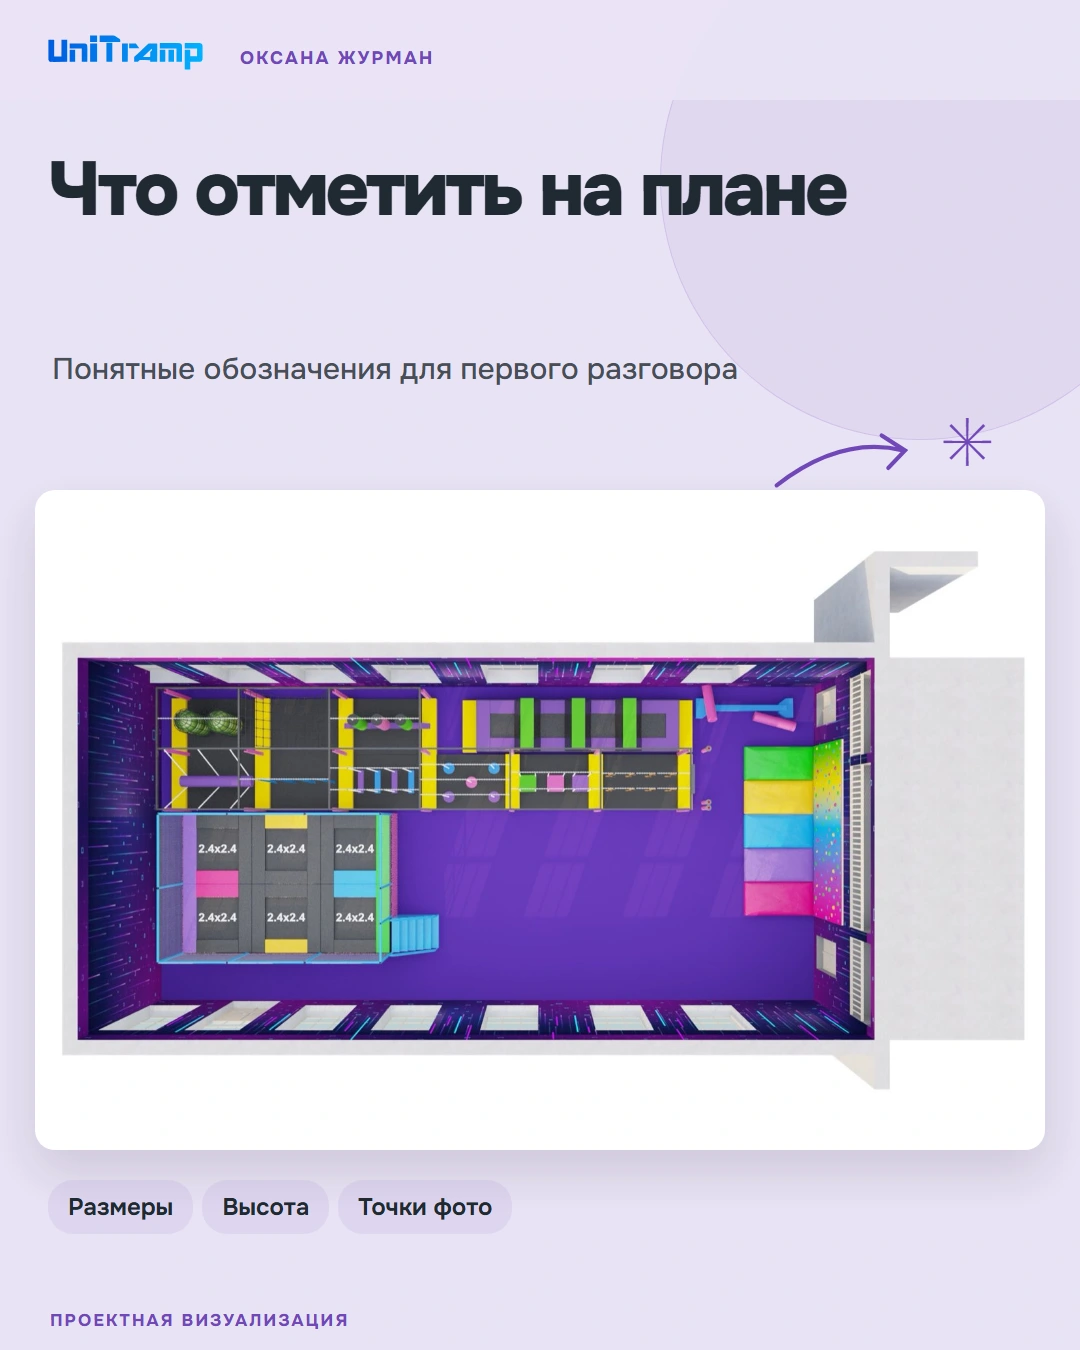 UniTramp
ОКСАНА ЖУРМАН
Что отметить на плане
Понятные обозначения для первого разговора
2.4x2.4 2.4x2.4 2.4x2.4
2.4x2.4 2.4x2.4 2.4x2.4
Размеры Высота Точки фото
ПРОЕКТНАЯ ВИЗУАЛИЗАЦИЯ